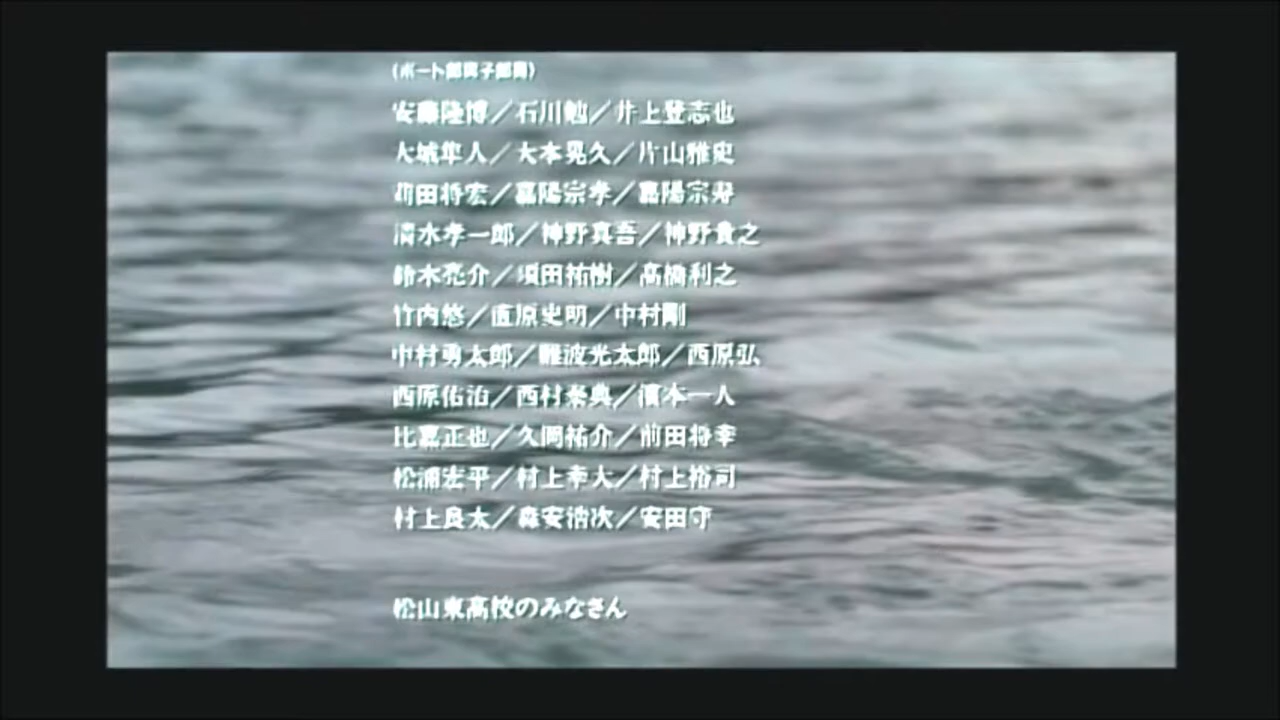 (ボート部男子部員)
安藤隆博／石川勉／井上登志也
大城隼人／大本晃久／片山雅史
苅田将宏／嘉陽宗孝／嘉陽宗寿
清水孝一郎／神野真吾／神野貴之
鈴木亮介／須田祐樹／高橋利之
竹内悠／直原史明／中村剛
中村勇太郎／難波光太郎／西原弘
西原佑治／西村泰典／濱本一人
比嘉正也／久岡祐介／前田将幸
松浦宏平／村上幸大／村上裕司
村上良太／森安浩次／安田守
松山東高校のみなさん